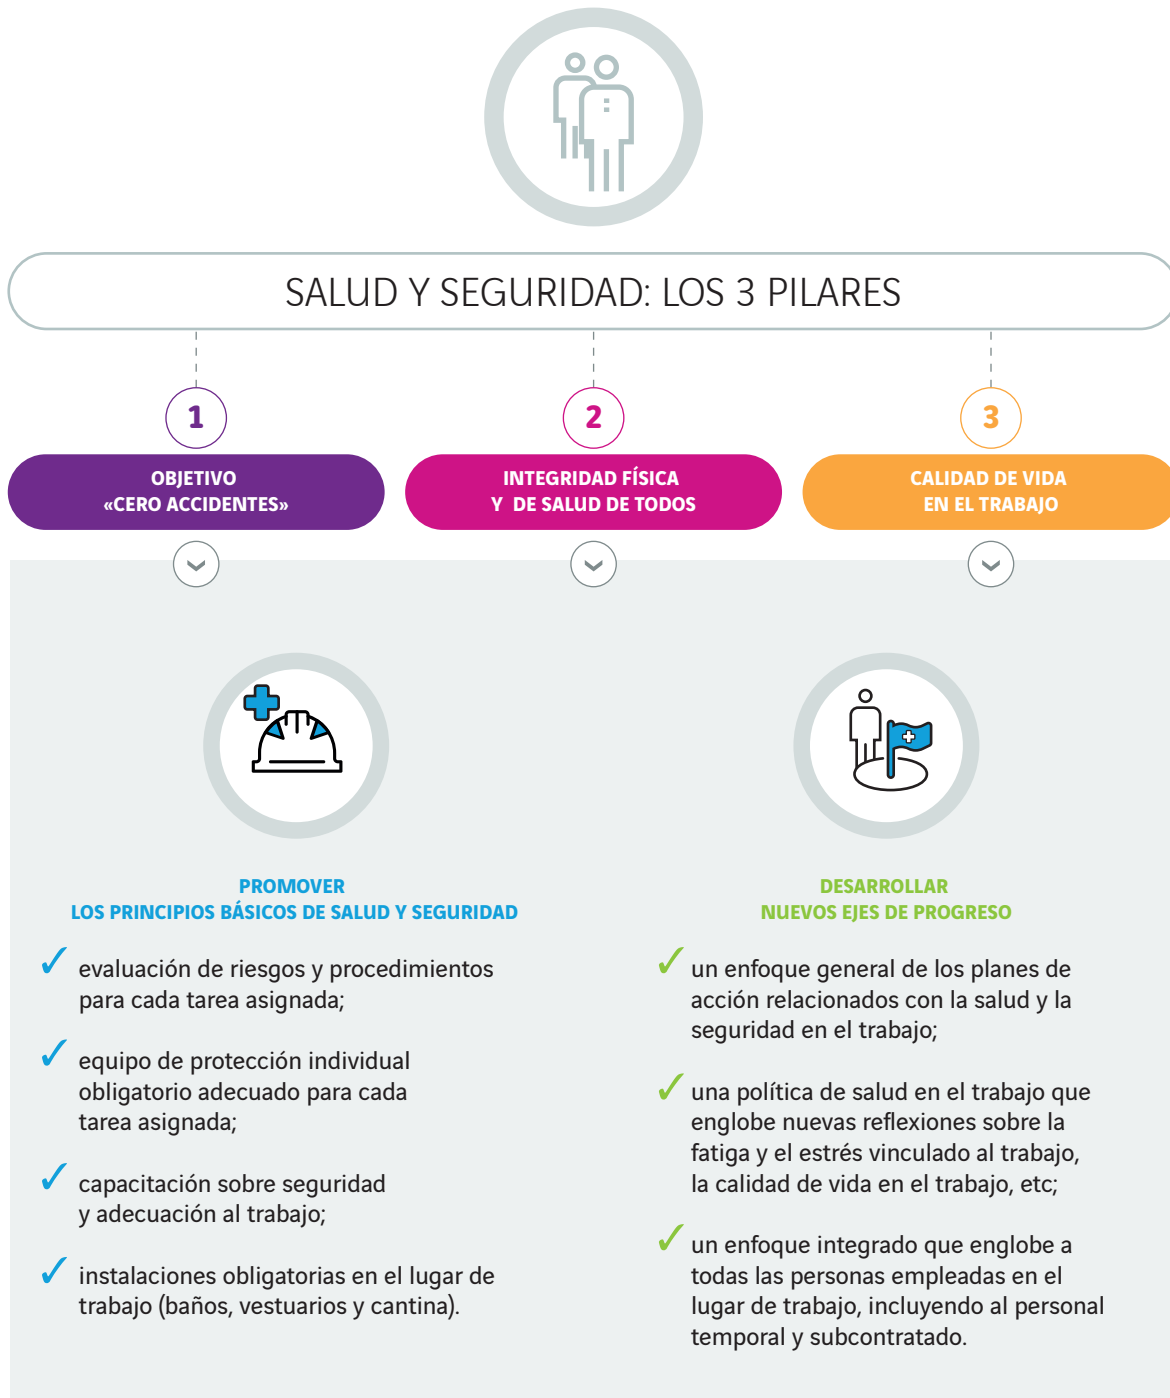 SALUD Y SEGURIDAD: LOS 3 PILARES
1
OBJETIVO
«CERO ACCIDENTES»
2
INTEGRIDAD FÍSICA
Y DE SALUD DE TODOS
3
CALIDAD DE VIDA
EN EL TRABAJO
PROMOVER
LOS PRINCIPIOS BÁSICOS DE SALUD Y SEGURIDAD
evaluación de riesgos y procedimientos
para cada tarea asignada;
equipo de protección individual
obligatorio adecuado para cada
tarea asignada;
capacitación sobre seguridad
y adecuación al trabajo;
instalaciones obligatorias en el lugar de
trabajo (baños, vestuarios y cantina).
DESARROLLAR
NUEVOS EJES DE PROGRESO
un enfoque general de los planes de
acción relacionados con la salud y la
seguridad en el trabajo;
una política de salud en el trabajo que
englobe nuevas reflexiones sobre la
fatiga y el estrés vinculado al trabajo,
la calidad de vida en el trabajo, etc;
un enfoque integrado que englobe a
todas las personas empleadas en el
lugar de trabajo, incluyendo al personal
temporal y subcontratado.